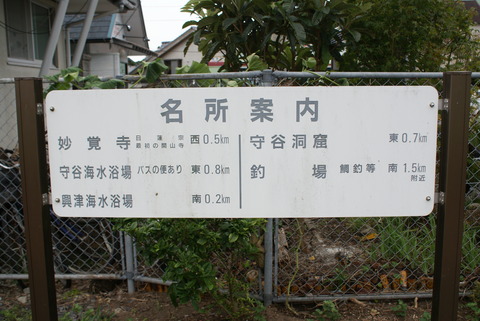 名所案内
妙覚寺 日蓮宗 最初の開山寺 西0.5km
守谷海水浴場 バスの便あり 東0.8km
興津海水浴場 南0.2km
守谷洞窟 東0.7km
釣場 鯛釣等 南1.5km 附近